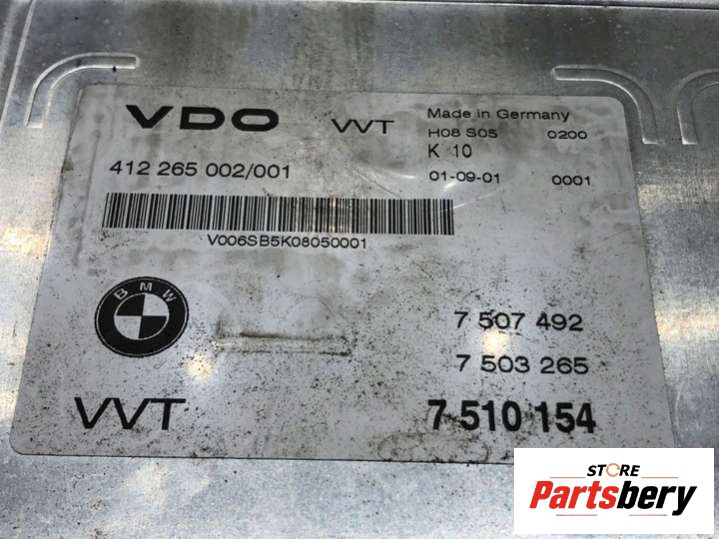 VDO VVT Made in Germany
H08 S05 0200
K 10
412 265 002/001 01-09-01 0001
V006SB5K08050001
BMW
7 507 492
7 503 265
VVT 7 510 154
STORE
Partsbery